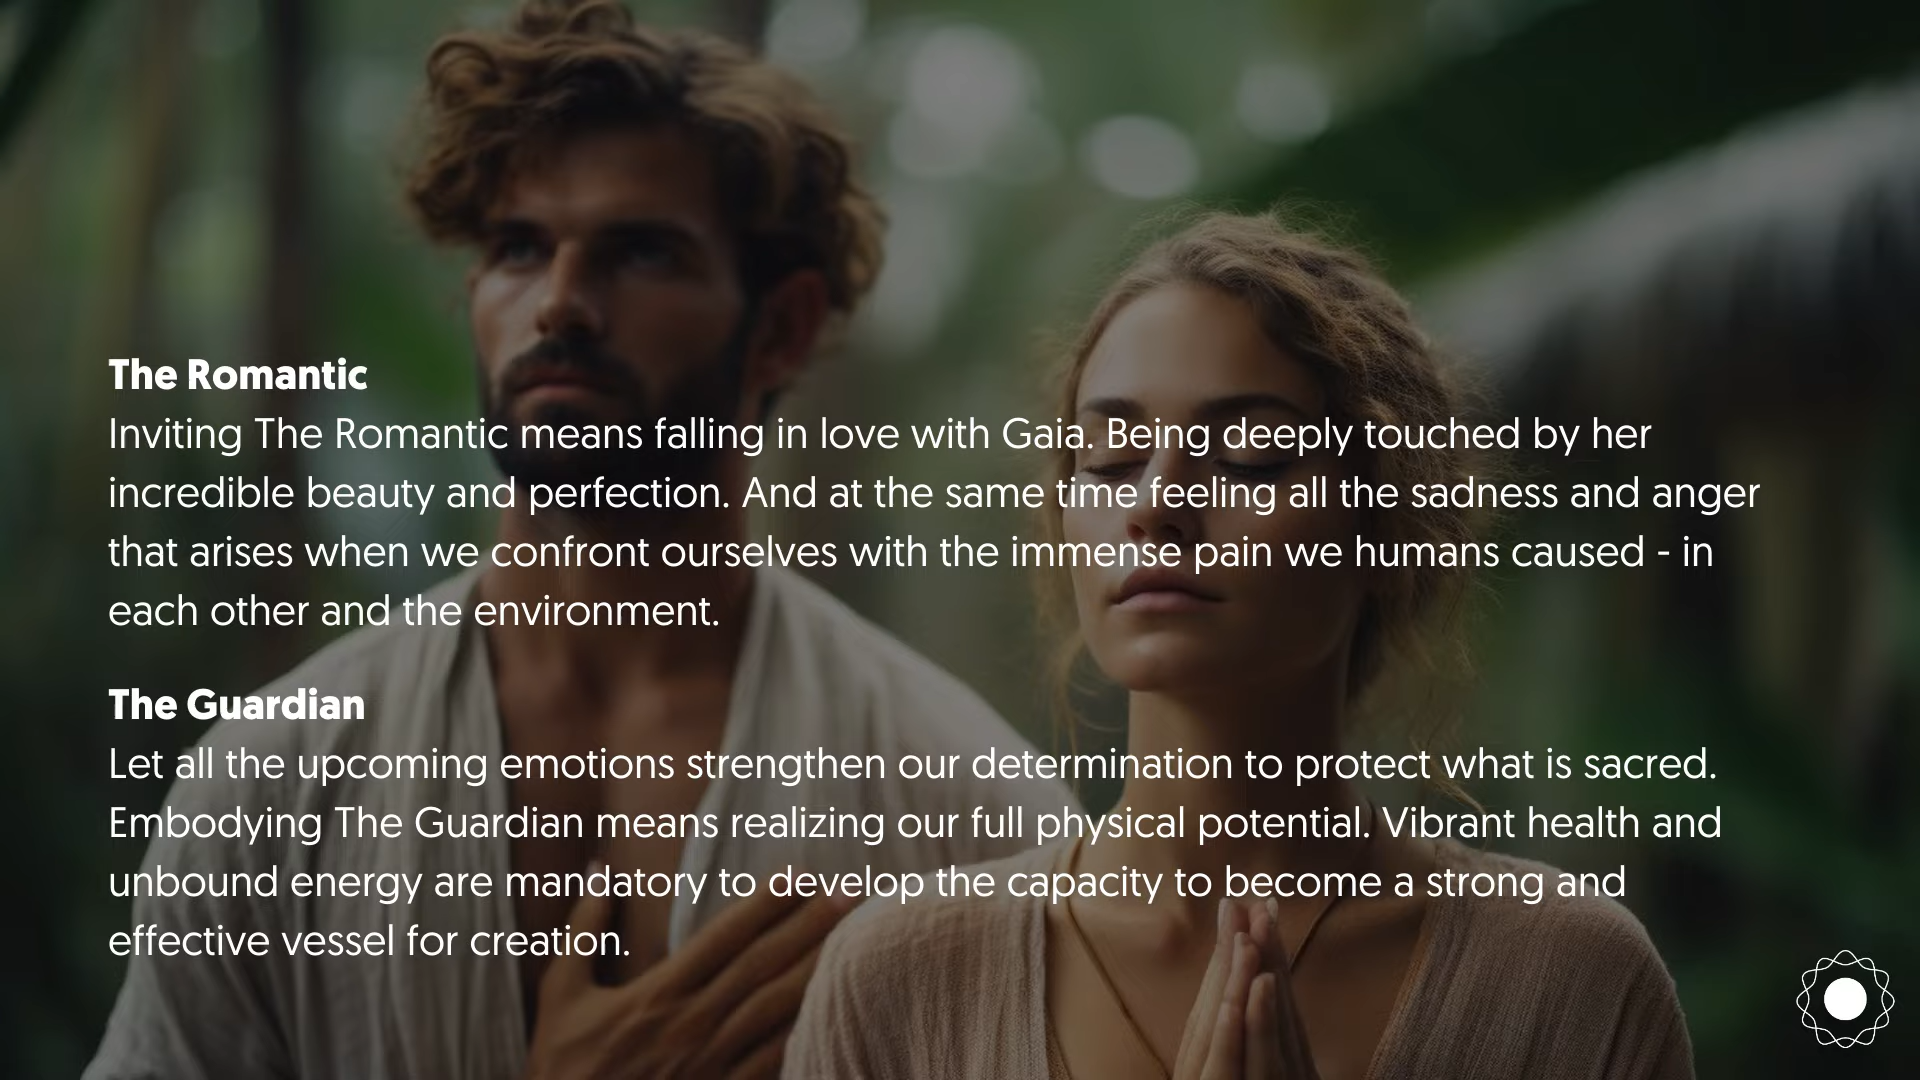 The Romantic
Inviting The Romantic means falling in love with Gaia. Being deeply touched by her
incredible beauty and perfection. And at the same time feeling all the sadness and anger
that arises when we confront ourselves with the immense pain we humans caused - in
each other and the environment.
The Guardian
Let all the upcoming emotions strengthen our determination to protect what is sacred.
Embodying The Guardian means realizing our full physical potential. Vibrant health and
unbound energy are mandatory to develop the capacity to become a strong and
effective vessel for creation.